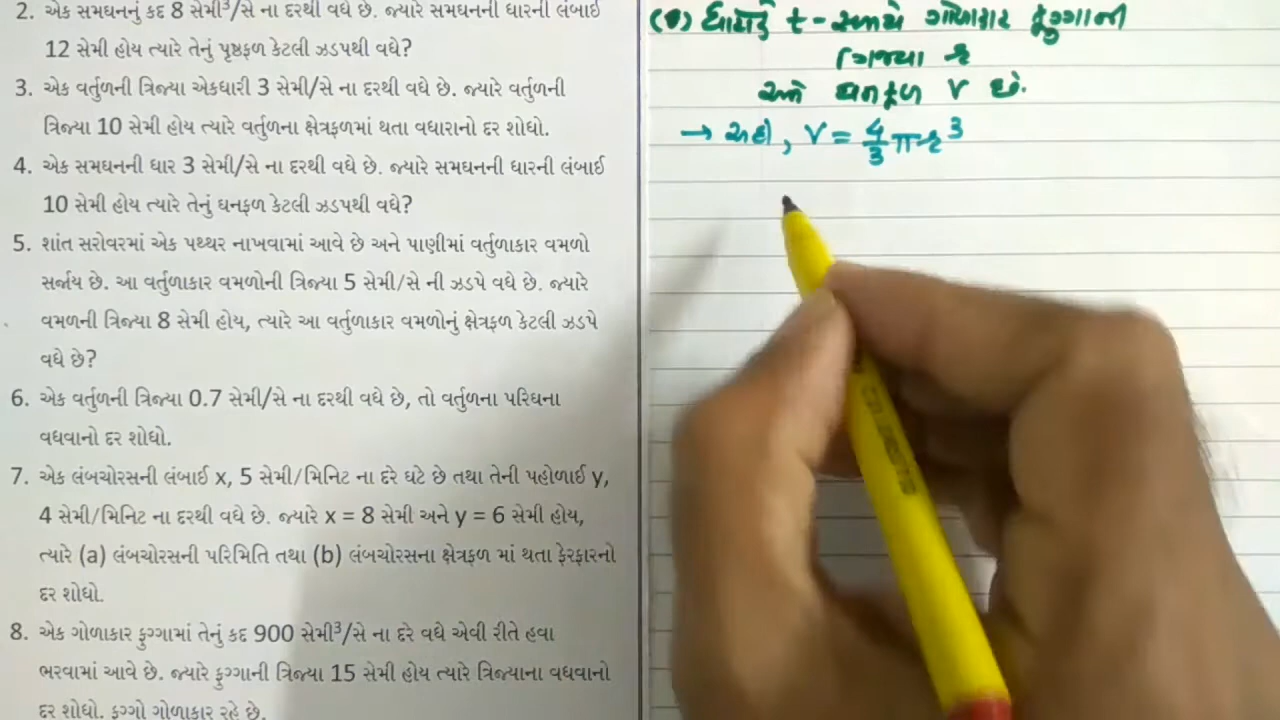 2. એક સમઘનનું કદ 8 સેમી³/સે ના દરથી વધે છે. જ્યારે સમઘનની ધારની લંબાઈ
12 સેમી હોય ત્યારે તેનું પૃષ્ઠફળ કેટલી ઝડપથી વધે?
3. એક વર્તુળની ત્રિજ્યા એકધારી 3 સેમી/સે ના દરથી વધે છે. જ્યારે વર્તુળની
ત્રિજ્યા 10 સેમી હોય ત્યારે વર્તુળના ક્ષેત્રફળમાં થતા વધારાનો દર શોધો.
4. એક સમઘનની ધાર 3 સેમી/સે ના દરથી વધે છે. જ્યારે સમઘનની ધારની લંબાઈ
10 સેમી હોય ત્યારે તેનું ઘનફળ કેટલી ઝડપથી વધે?
5. શાંત સરોવરમાં એક પથ્થર નાખવામાં આવે છે અને પાણીમાં વર્તુળાકાર વમળો
સર્જાય છે. આ વર્તુળાકાર વમળોની ત્રિજ્યા 5 સેમી/સે ની ઝડપે વધે છે. જ્યારે
વમળની ત્રિજ્યા 8 સેમી હોય, ત્યારે આ વર્તુળાકાર વમળોનું ક્ષેત્રફળ કેટલી ઝડપે
વધે છે?
6. એક વર્તુળની ત્રિજ્યા 0.7 સેમી/સે ના દરથી વધે છે, તો વર્તુળના પરિઘના
વધવાનો દર શોધો.
7. એક લંબચોરસની લંબાઈ x, 5 સેમી/મિનિટ ના દરે ઘટે છે તથા તેની પહોળાઈ y,
4 સેમી/મિનિટ ના દરથી વધે છે. જ્યારે x = 8 સેમી અને y = 6 સેમી હોય,
ત્યારે (a) લંબચોરસની પરિમિતિ તથા (b) લંબચોરસના ક્ષેત્રફળ માં થતા ફેરફારનો
દર શોધો.
8. એક ગોળાકાર ફુગ્ગામાં તેનું કદ 900 સેમી³/સે ના દરે વધે એવી રીતે હવા
ભરવામાં આવે છે. જ્યારે ફુગ્ગાની ત્રિજ્યા 15 સેમી હોય ત્યારે ત્રિજ્યાના વધવાનો
દર શોધો. ફુગ્ગો ગોળાકાર રહે છે.
ધારોકે t - સમયે ગોળાકાર ફુગ્ગાની
ત્રિજ્યા r
અને ઘનફળ V છે.
→ અહીં, V = 4/3 πr³